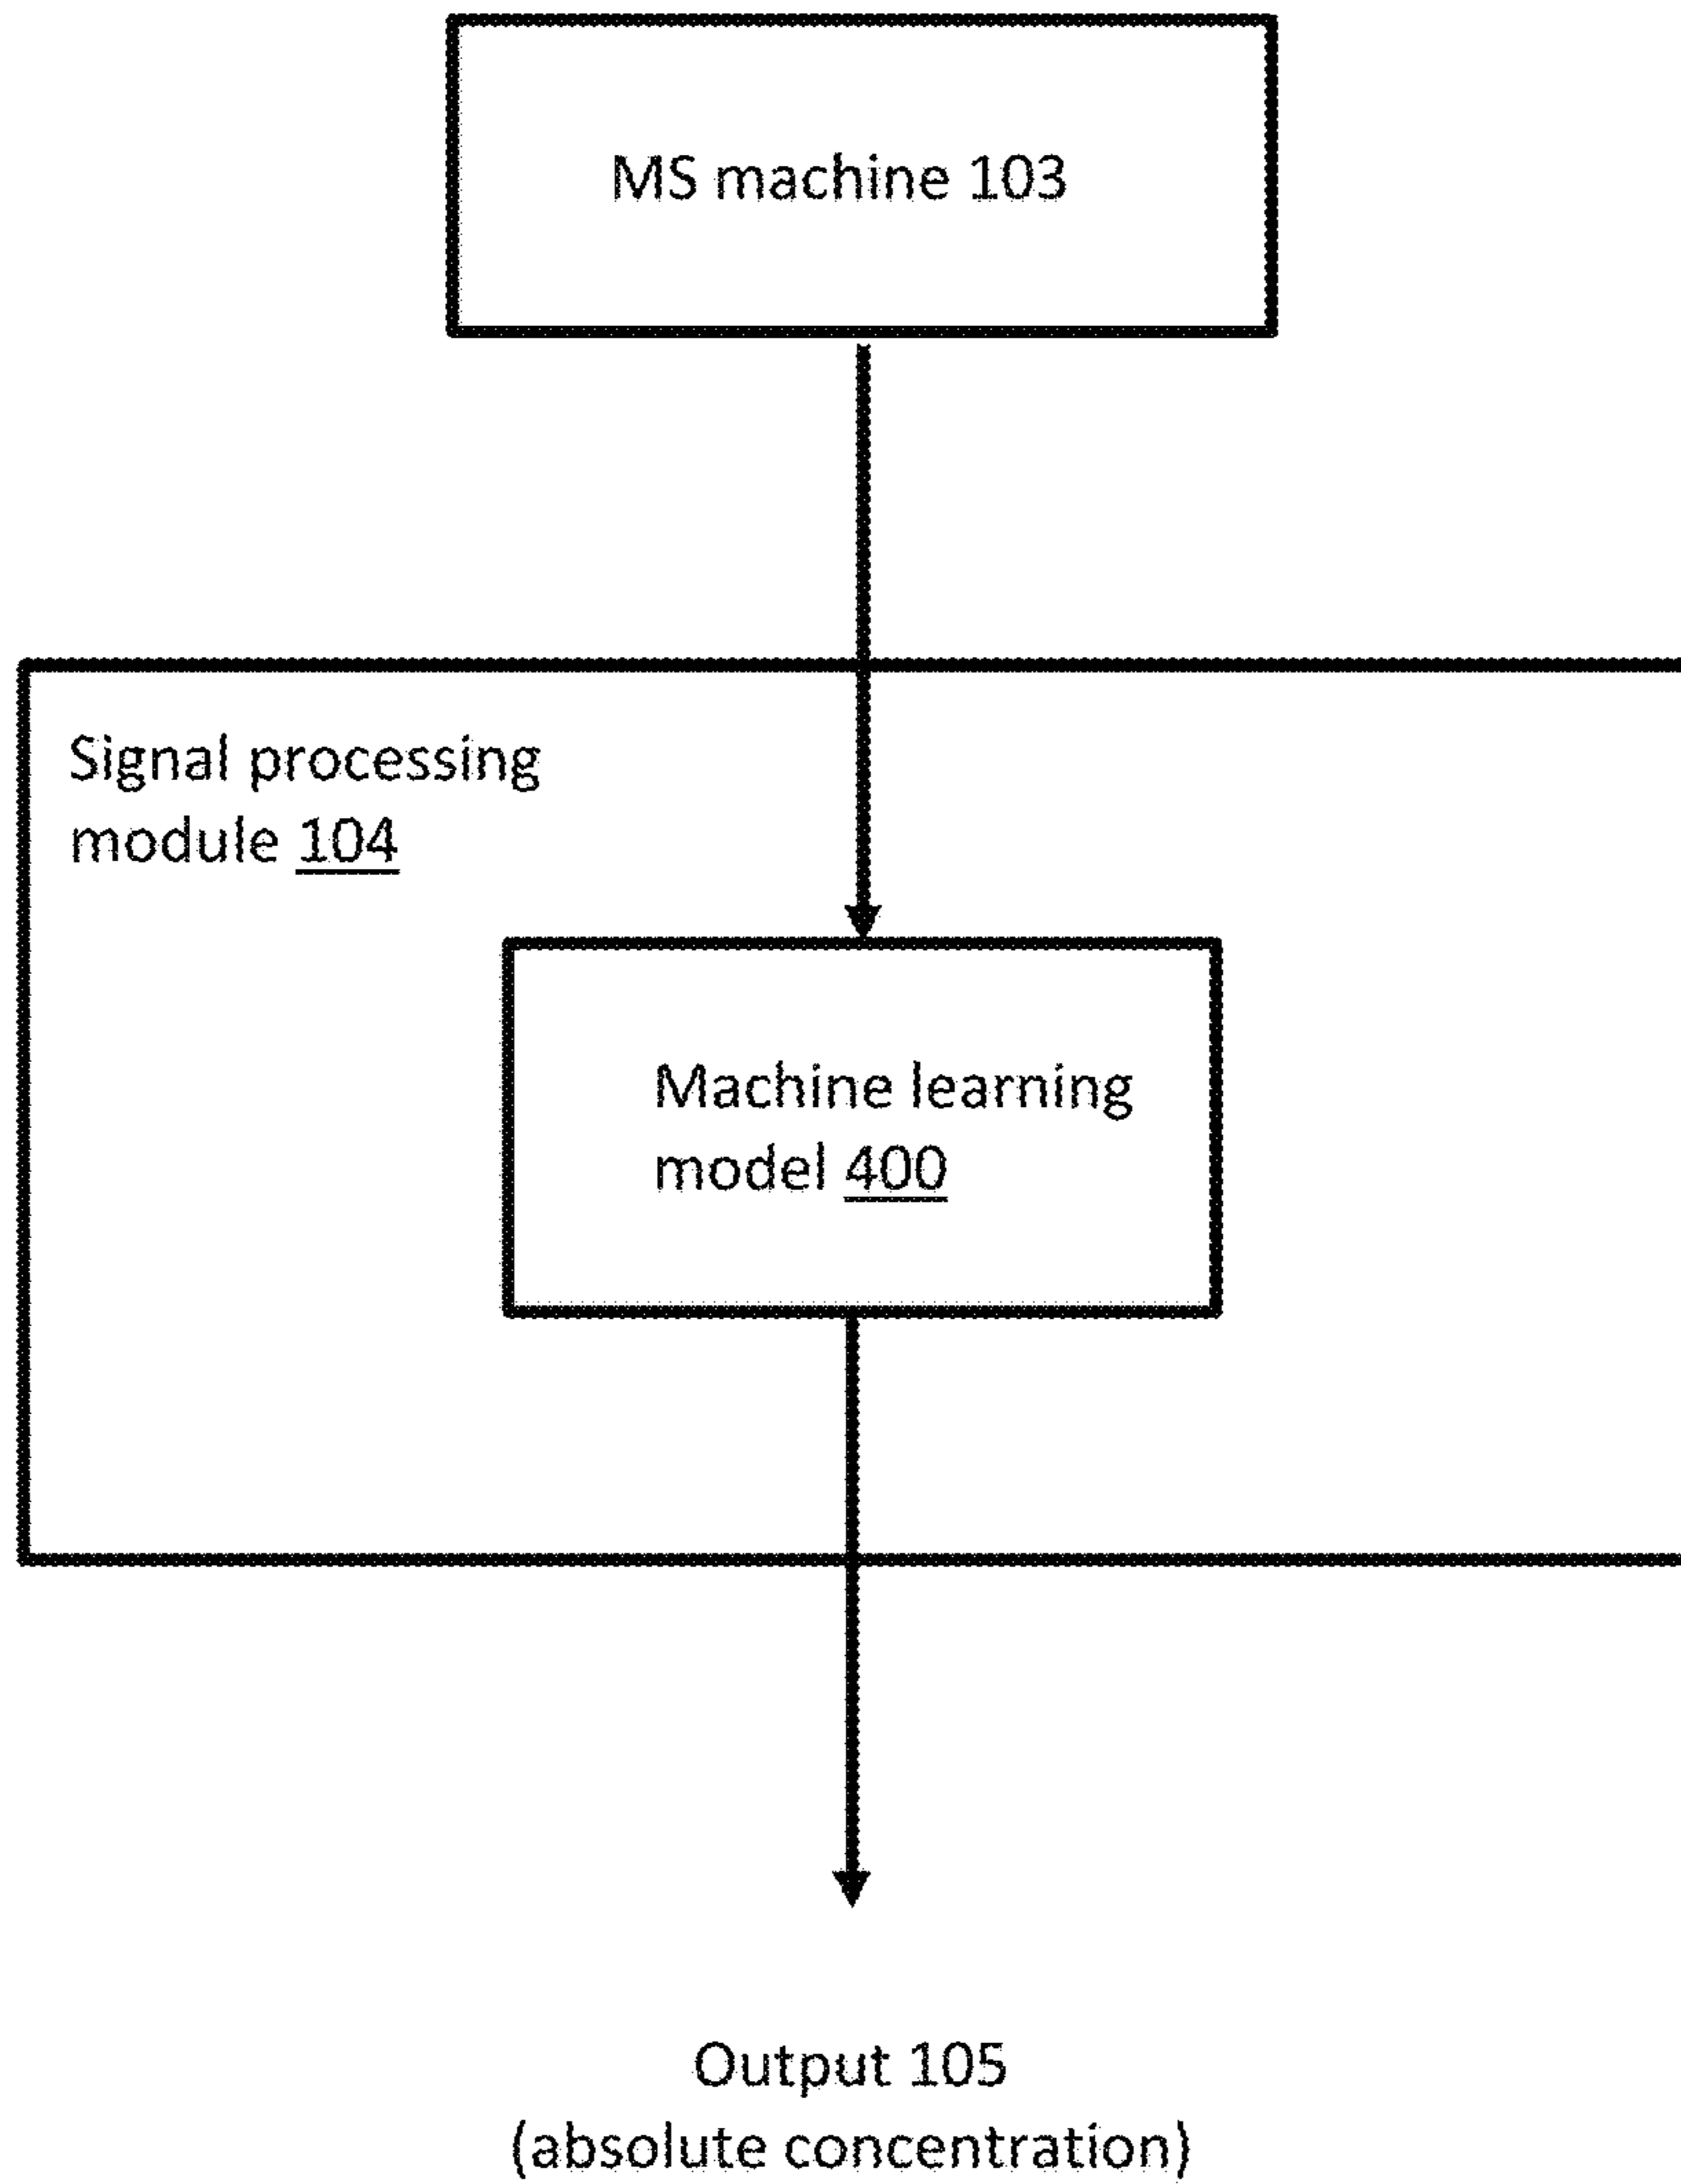 MS machine 103
Signal processing
module 104
Machine learning
model 400
Output 105
(absolute concentration)